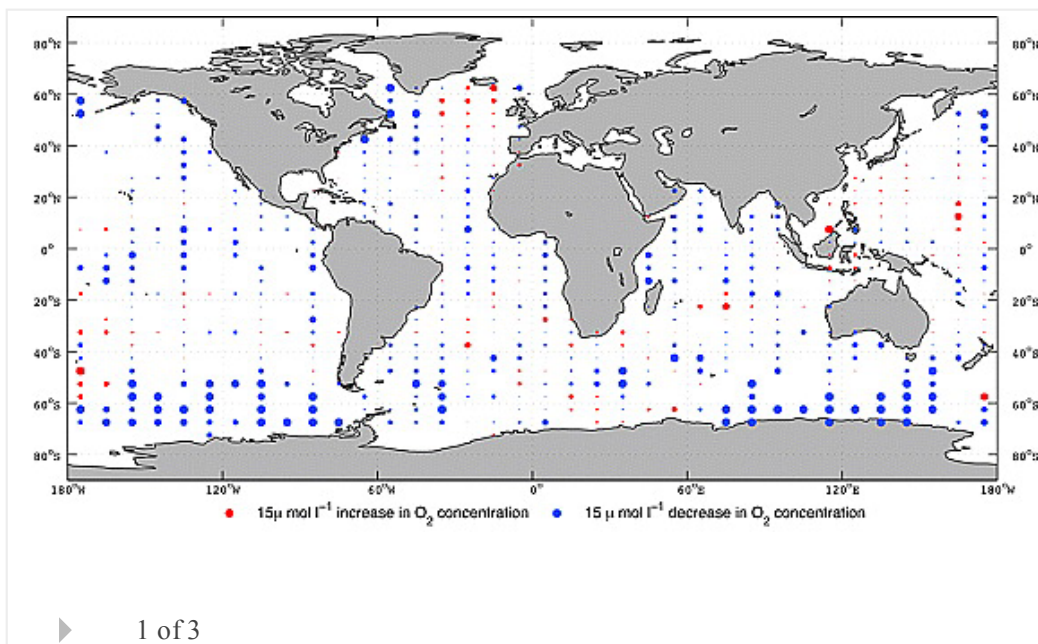 80°N 80°N
60°N 60°N
40°N 40°N
20°N 20°N
0° 0°
20°S 20°S
40°S 40°S
60°S 60°S
80°S 80°S
180°W 120°W 60°W 0° 60°E 120°E 180°W
15μ mol l⁻¹ increase in O₂ concentration 15 μ mol l⁻¹ decrease in O₂ concentration
1 of 3